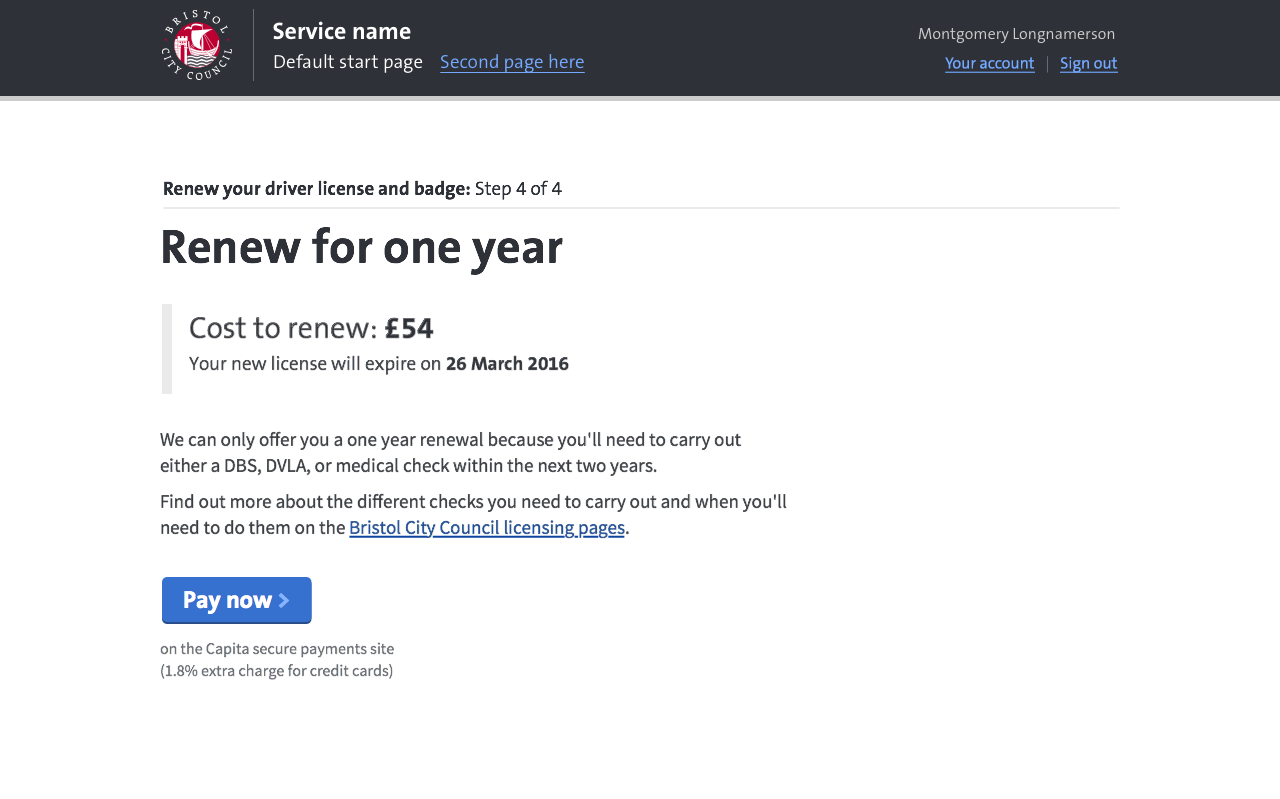 BRISTOL
CITY COUNCIL
Service name
Default start page Second page here
Montgomery Longnamerson
Your account | Sign out
Renew your driver license and badge: Step 4 of 4
Renew for one year
Cost to renew: £54
Your new license will expire on 26 March 2016
We can only offer you a one year renewal because you'll need to carry out
either a DBS, DVLA, or medical check within the next two years.
Find out more about the different checks you need to carry out and when you'll
need to do them on the Bristol City Council licensing pages.
Pay now >
on the Capita secure payments site
(1.8% extra charge for credit cards)